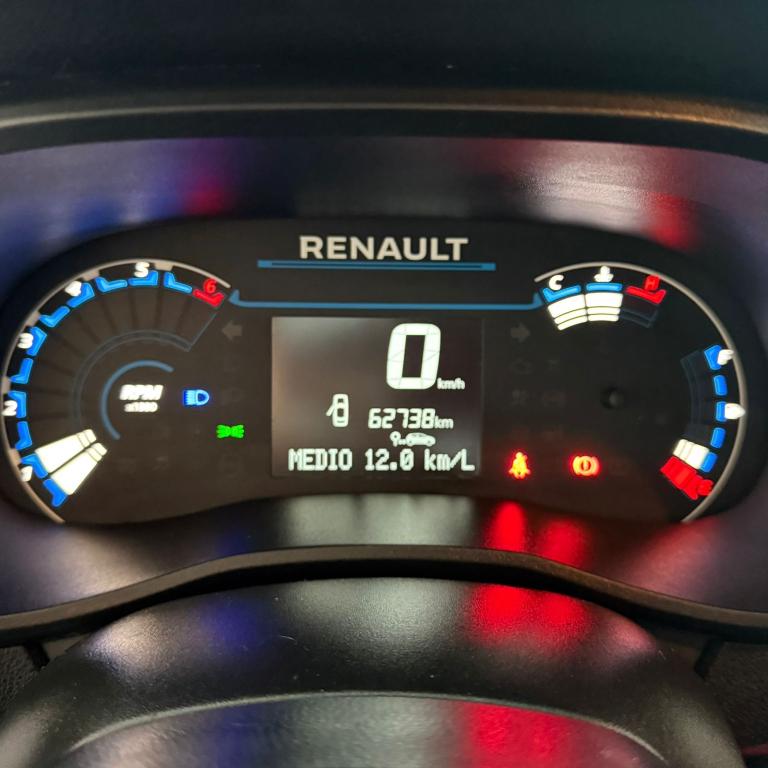 RENAULT
1
2
3
4
5
6
RPM
x1000
0 km/h
62738km
MEDIO 12.0 km/L
C
H
F